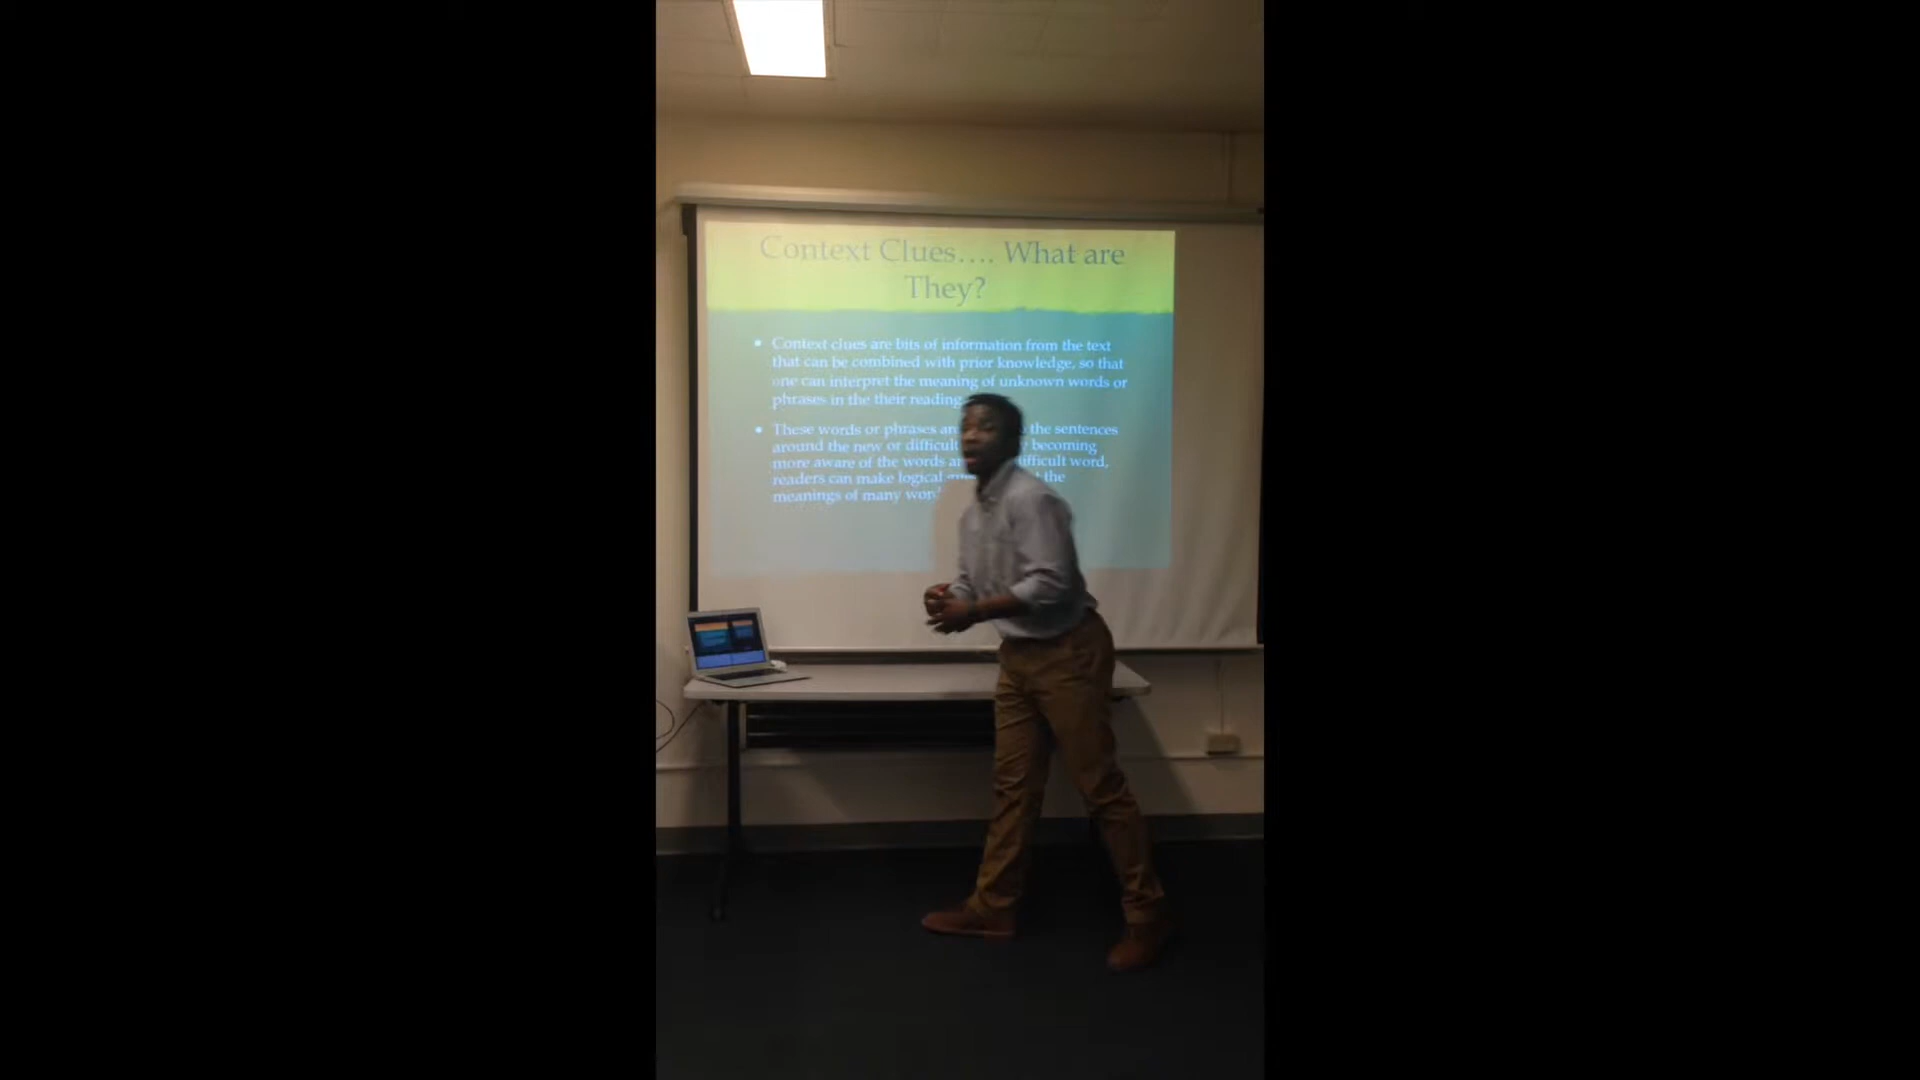 Context Clues.... What are
They?
Context clues are bits of information from the text
that can be combined with prior knowledge, so that
one can interpret the meaning of unknown words or
phrases in the their reading
These words or phrases the sentences
around the new or difficult becoming
more aware of the words difficult word,
readers can make logical the
meanings of many